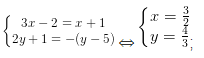 { 3x − 2 = x + 1
2y + 1 = −(y − 5) ⇔ { x = 3/2
y = 4/3 ;